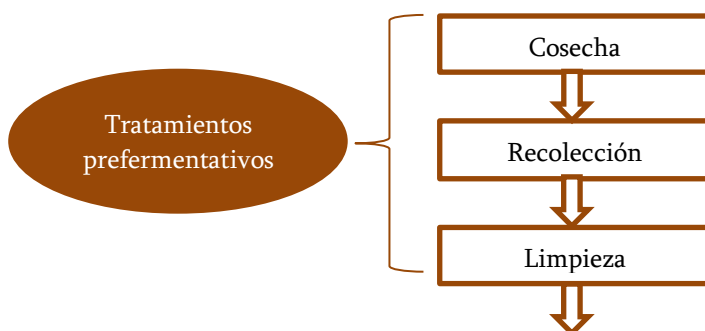 Tratamientos
prefermentativos
Cosecha
Recolección
Limpieza